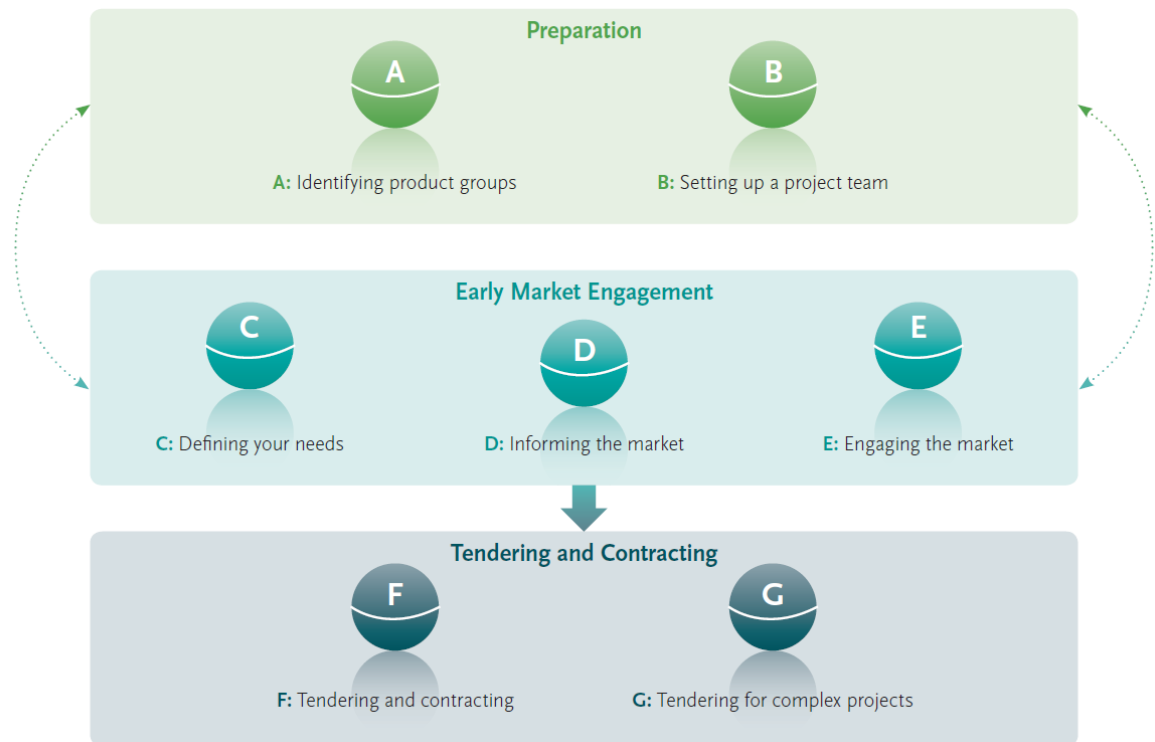 Preparation
A
B
A: Identifying product groups
B: Setting up a project team
Early Market Engagement
C
D
E
C: Defining your needs
D: Informing the market
E: Engaging the market
Tendering and Contracting
F
G
F: Tendering and contracting
G: Tendering for complex projects